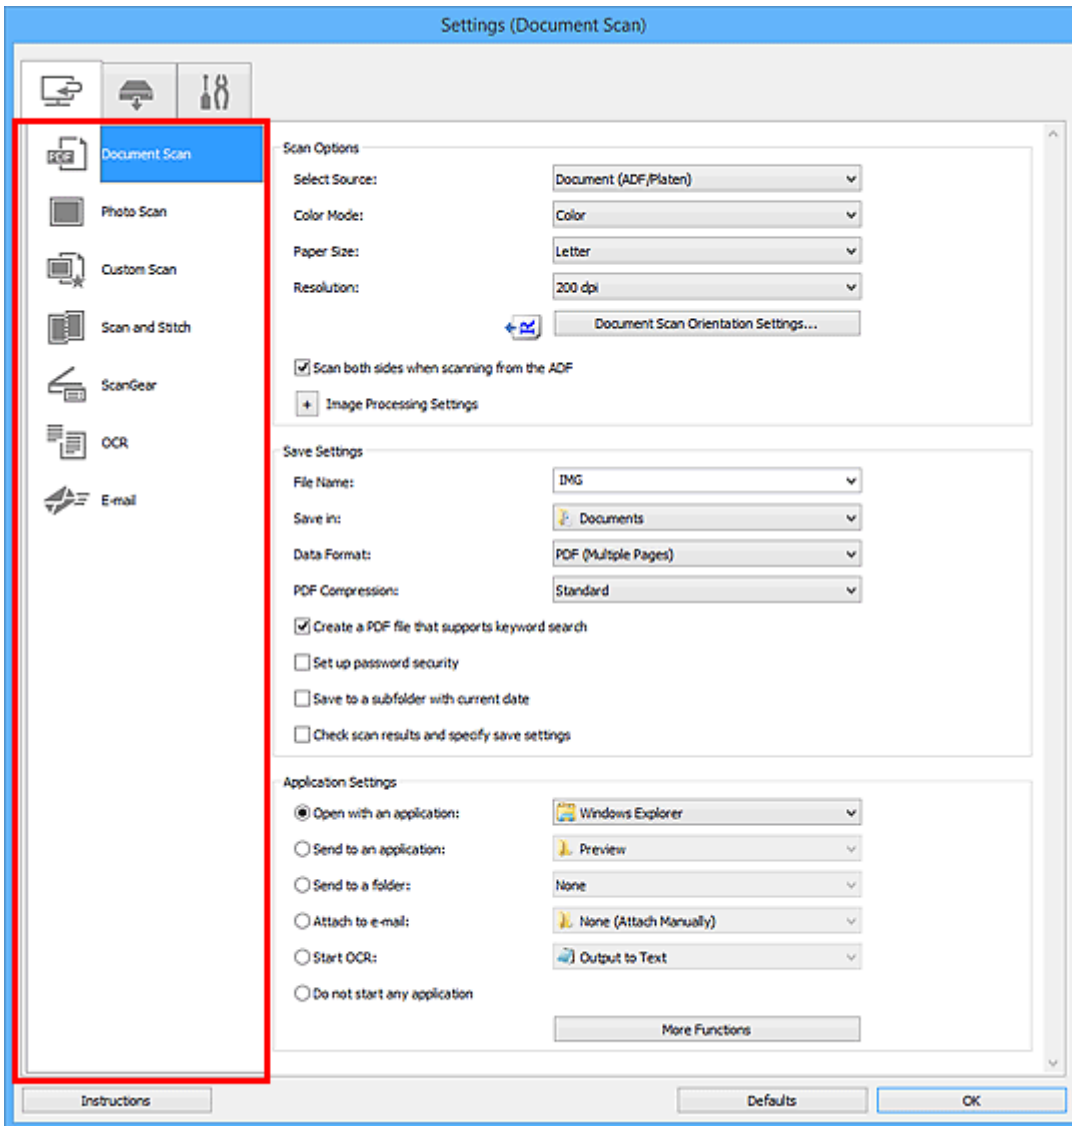 Settings (Document Scan)
Document Scan
Photo Scan
Custom Scan
Scan and Stitch
ScanGear
OCR
E-mail
Scan Options
Select Source: Document (ADF/Platen)
Color Mode: Color
Paper Size: Letter
Resolution: 200 dpi
Document Scan Orientation Settings...
Scan both sides when scanning from the ADF
+ Image Processing Settings
Save Settings
File Name: IMG
Save in: Documents
Data Format: PDF (Multiple Pages)
PDF Compression: Standard
Create a PDF file that supports keyword search
Set up password security
Save to a subfolder with current date
Check scan results and specify save settings
Application Settings
Open with an application: Windows Explorer
Send to an application: Preview
Send to a folder: None
Attach to e-mail: None (Attach Manually)
Start OCR: Output to Text
Do not start any application
More Functions
Instructions Defaults OK